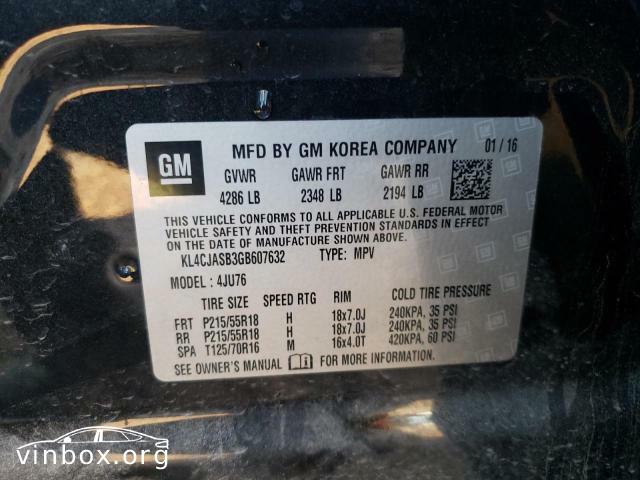 GM MFD BY GM KOREA COMPANY 01/16
GVWR GAWR FRT GAWR RR
4286 LB 2348 LB 2194 LB
THIS VEHICLE CONFORMS TO ALL APPLICABLE U.S. FEDERAL MOTOR
VEHICLE SAFETY AND THEFT PREVENTION STANDARDS IN EFFECT
ON THE DATE OF MANUFACTURE SHOWN ABOVE.
KL4CJASB3GB607632 TYPE: MPV
MODEL: 4JU76
TIRE SIZE SPEED RTG RIM COLD TIRE PRESSURE
FRT P215/55R18 H 18x7.0J 240KPA, 35 PSI
RR P215/55R18 H 18x7.0J 240KPA, 35 PSI
SPA T125/70R16 M 16x4.0T 420KPA, 60 PSI
SEE OWNER'S MANUAL FOR MORE INFORMATION.
vinbox.org